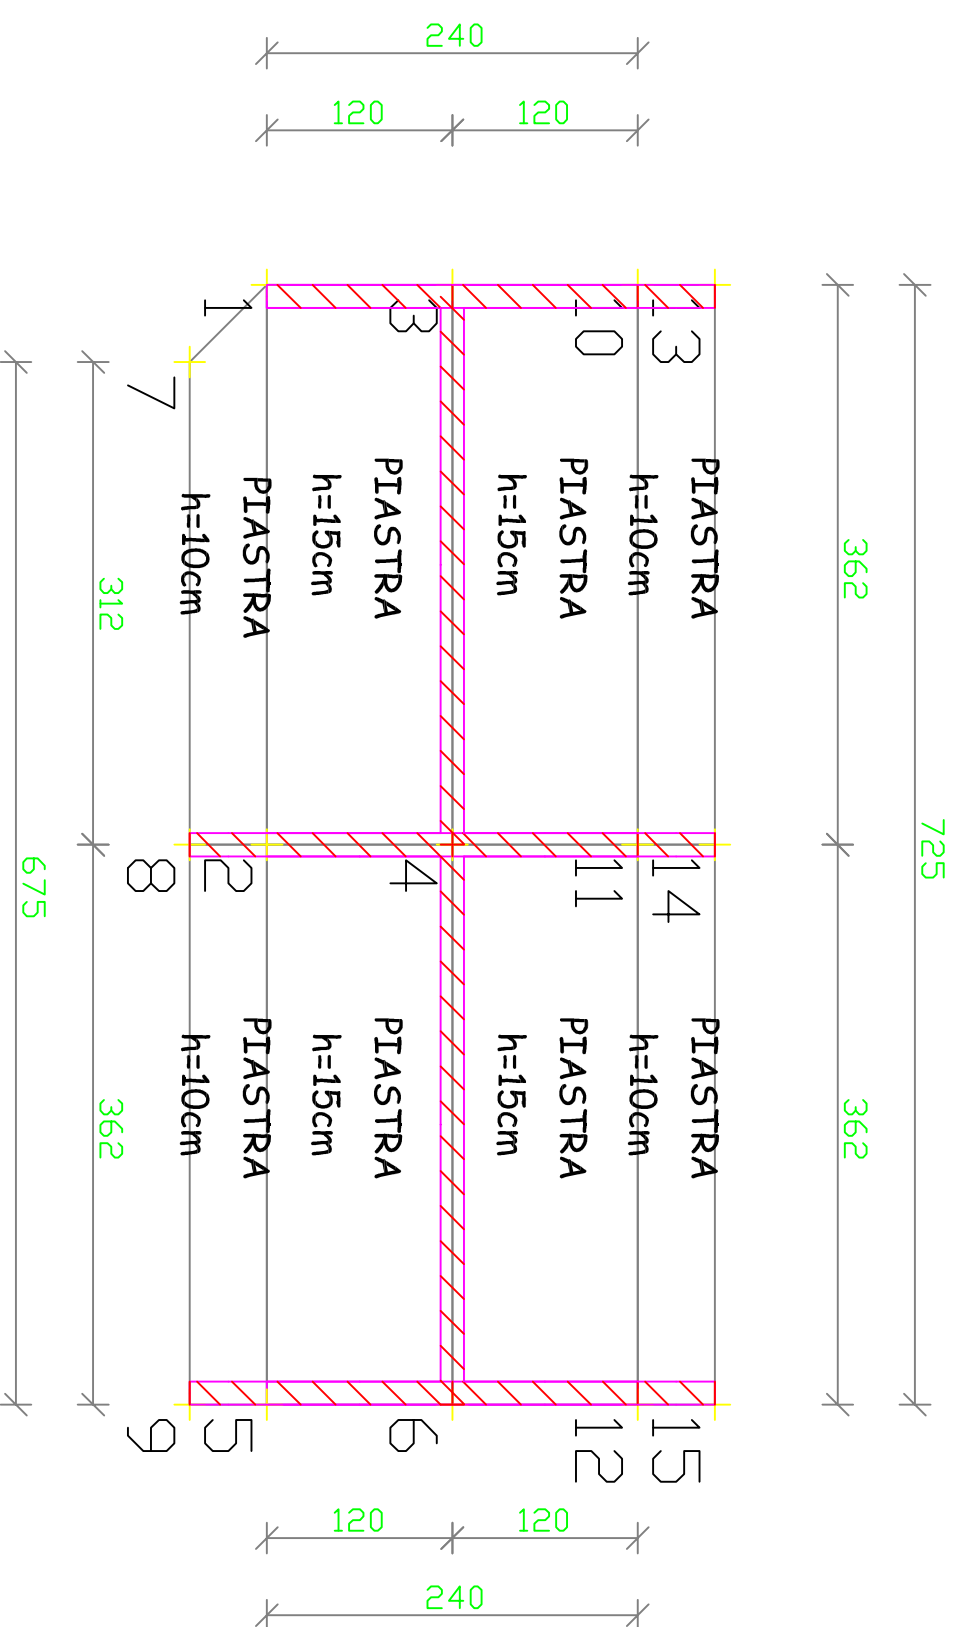 725
362 362
240
120 120
PIASTRA PIASTRA
13 14 15
h=10cm h=10cm
10 11 12
PIASTRA PIASTRA
h=15cm h=15cm
3 4 6
PIASTRA PIASTRA
h=15cm h=15cm
PIASTRA PIASTRA
1 2 5
h=10cm h=10cm
7 8 9
120 120
240
312 362
675